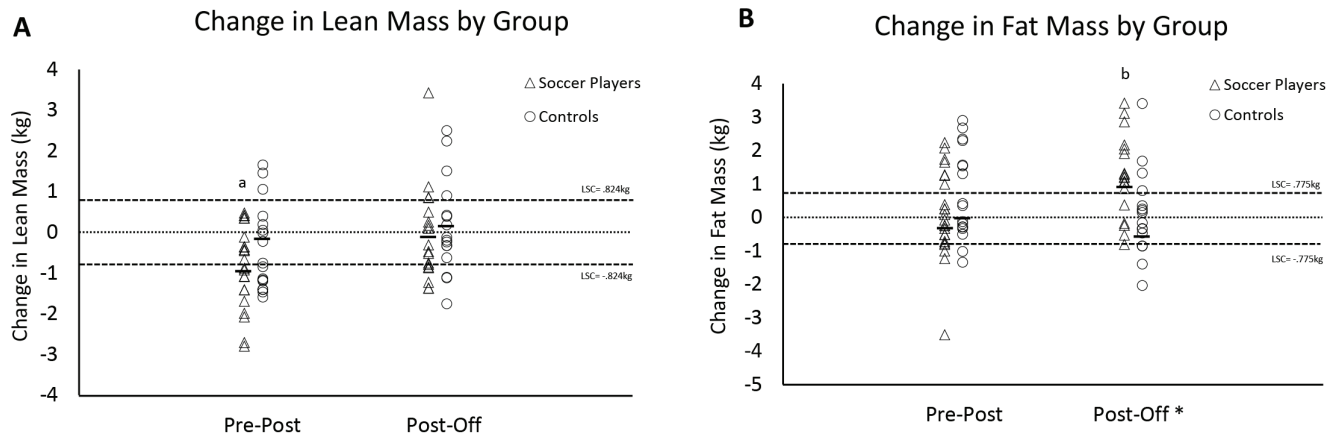 A
Change in Lean Mass by Group
Change in Lean Mass (kg)
4
3
2
1
0
-1
-2
-3
-4
Soccer Players
Controls
a
LSC= .824kg
LSC= -.824kg
Pre-Post
Post-Off
B
Change in Fat Mass by Group
Change in Fat Mass (kg)
4
3
2
1
0
-1
-2
-3
-4
-5
b
Soccer Players
Controls
LSC= .775kg
LSC= -.775kg
Pre-Post
Post-Off *